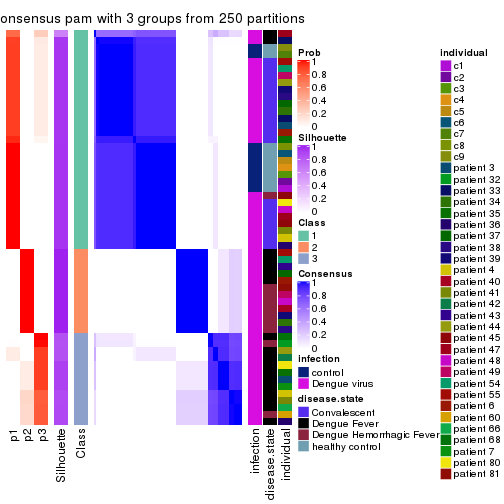 onsensus pam with 3 groups from 250 partitions
Prob
1
0.8
0.6
0.4
0.2
0
Silhouette
1
0.8
0.6
0.4
0.2
0
Class
1
2
3
Consensus
1
0.8
0.6
0.4
0.2
0
infection
control
Dengue virus
disease.state
Convalescent
Dengue Fever
Dengue Hemorrhagic Fever
healthy control
individual
c1
c2
c3
c4
c5
c6
c7
c8
c9
patient 3
patient 32
patient 33
patient 34
patient 35
patient 36
patient 37
patient 38
patient 39
patient 4
patient 40
patient 41
patient 42
patient 43
patient 44
patient 45
patient 47
patient 48
patient 49
patient 54
patient 55
patient 6
patient 60
patient 66
patient 68
patient 7
patient 80
patient 81
p1
p2
p3
Silhouette
Class
infection
disease.state
individual